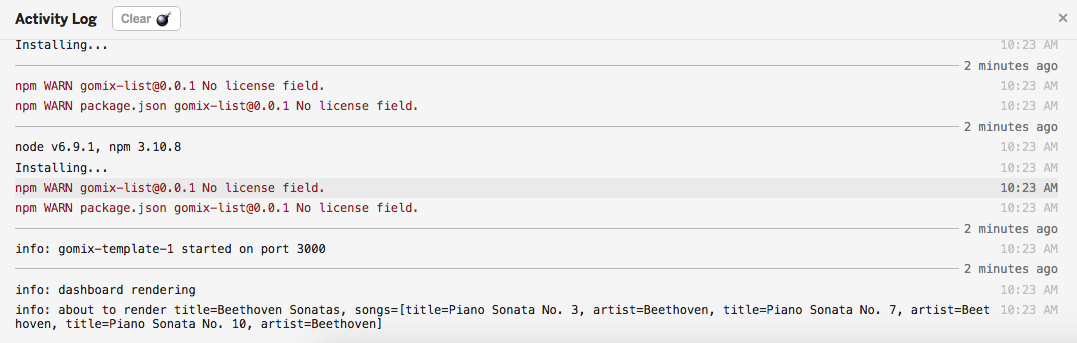 Activity Log Clear ×
Installing... 10:23 AM
2 minutes ago
npm WARN gomix-list@0.0.1 No license field. 10:23 AM
npm WARN package.json gomix-list@0.0.1 No license field. 10:23 AM
2 minutes ago
node v6.9.1, npm 3.10.8 10:23 AM
Installing... 10:23 AM
npm WARN gomix-list@0.0.1 No license field. 10:23 AM
npm WARN package.json gomix-list@0.0.1 No license field. 10:23 AM
2 minutes ago
info: gomix-template-1 started on port 3000 10:23 AM
2 minutes ago
info: dashboard rendering 10:23 AM
info: about to render title=Beethoven Sonatas, songs=[title=Piano Sonata No. 3, artist=Beethoven, title=Piano Sonata No. 7, artist=Beet 10:23 AM
hoven, title=Piano Sonata No. 10, artist=Beethoven]